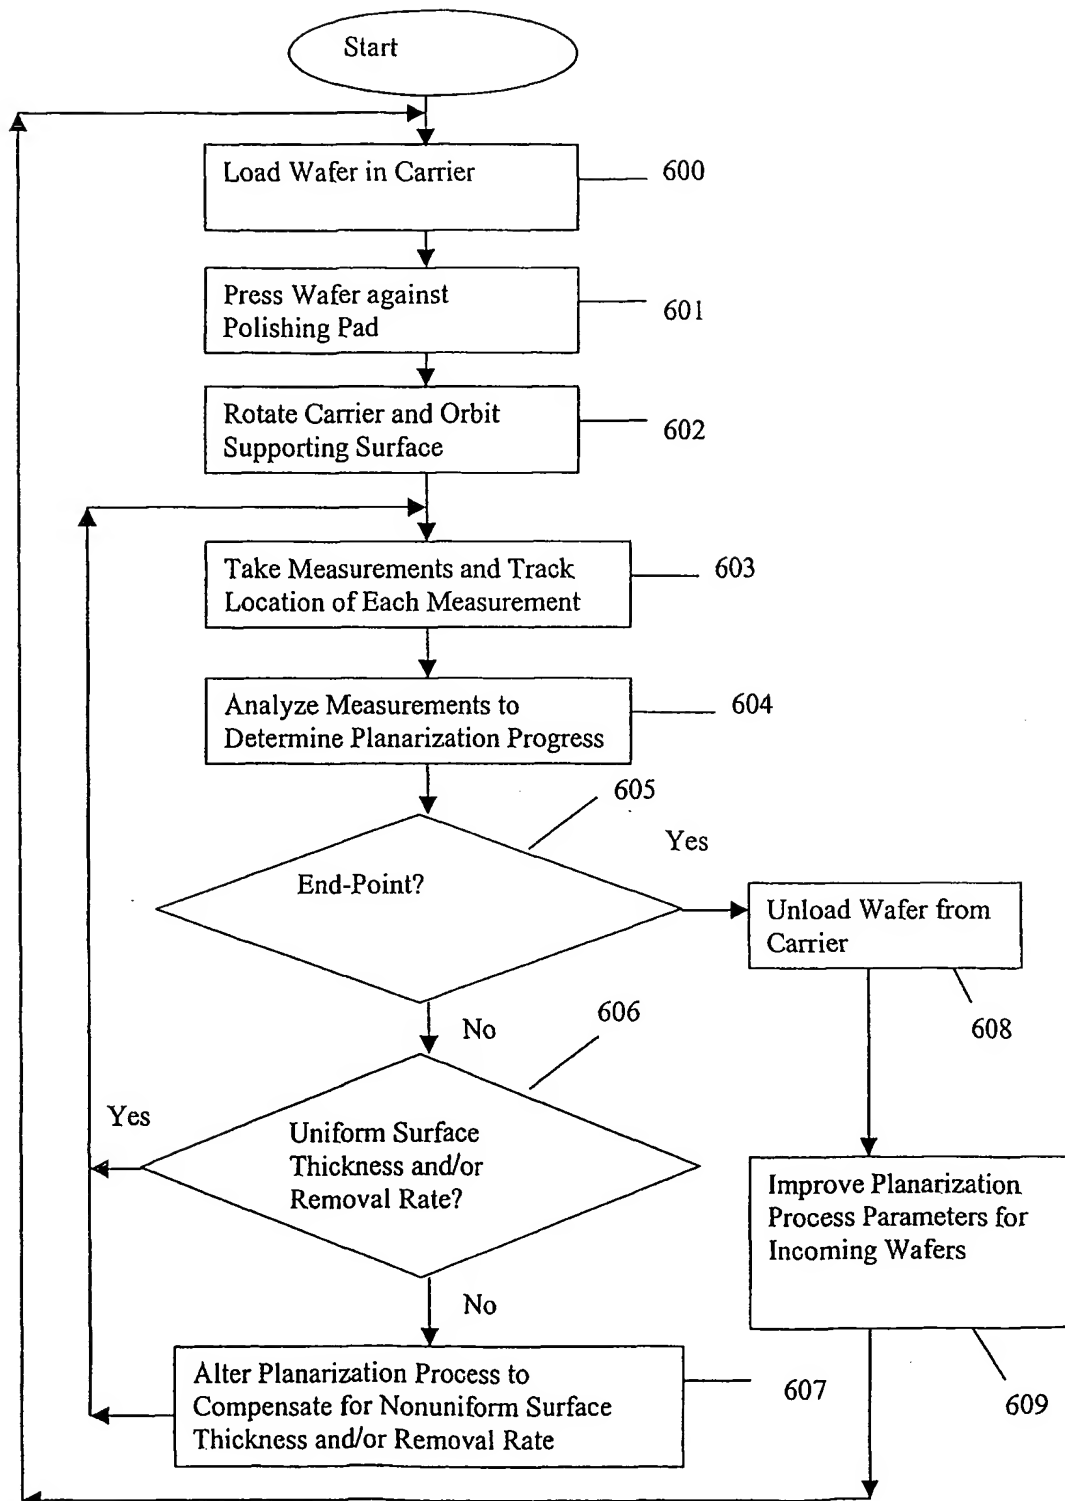 Start
Load Wafer in Carrier
600
Press Wafer against
Polishing Pad
601
Rotate Carrier and Orbit
Supporting Surface
602
Take Measurements and Track
Location of Each Measurement
603
Analyze Measurements to
Determine Planarization Progress
604
605
End-Point?
Yes
Unload Wafer from
Carrier
608
No
606
Yes
Uniform Surface
Thickness and/or
Removal Rate?
Improve Planarization
Process Parameters for
Incoming Wafers
609
No
Alter Planarization Process to
Compensate for Nonuniform Surface
Thickness and/or Removal Rate
607